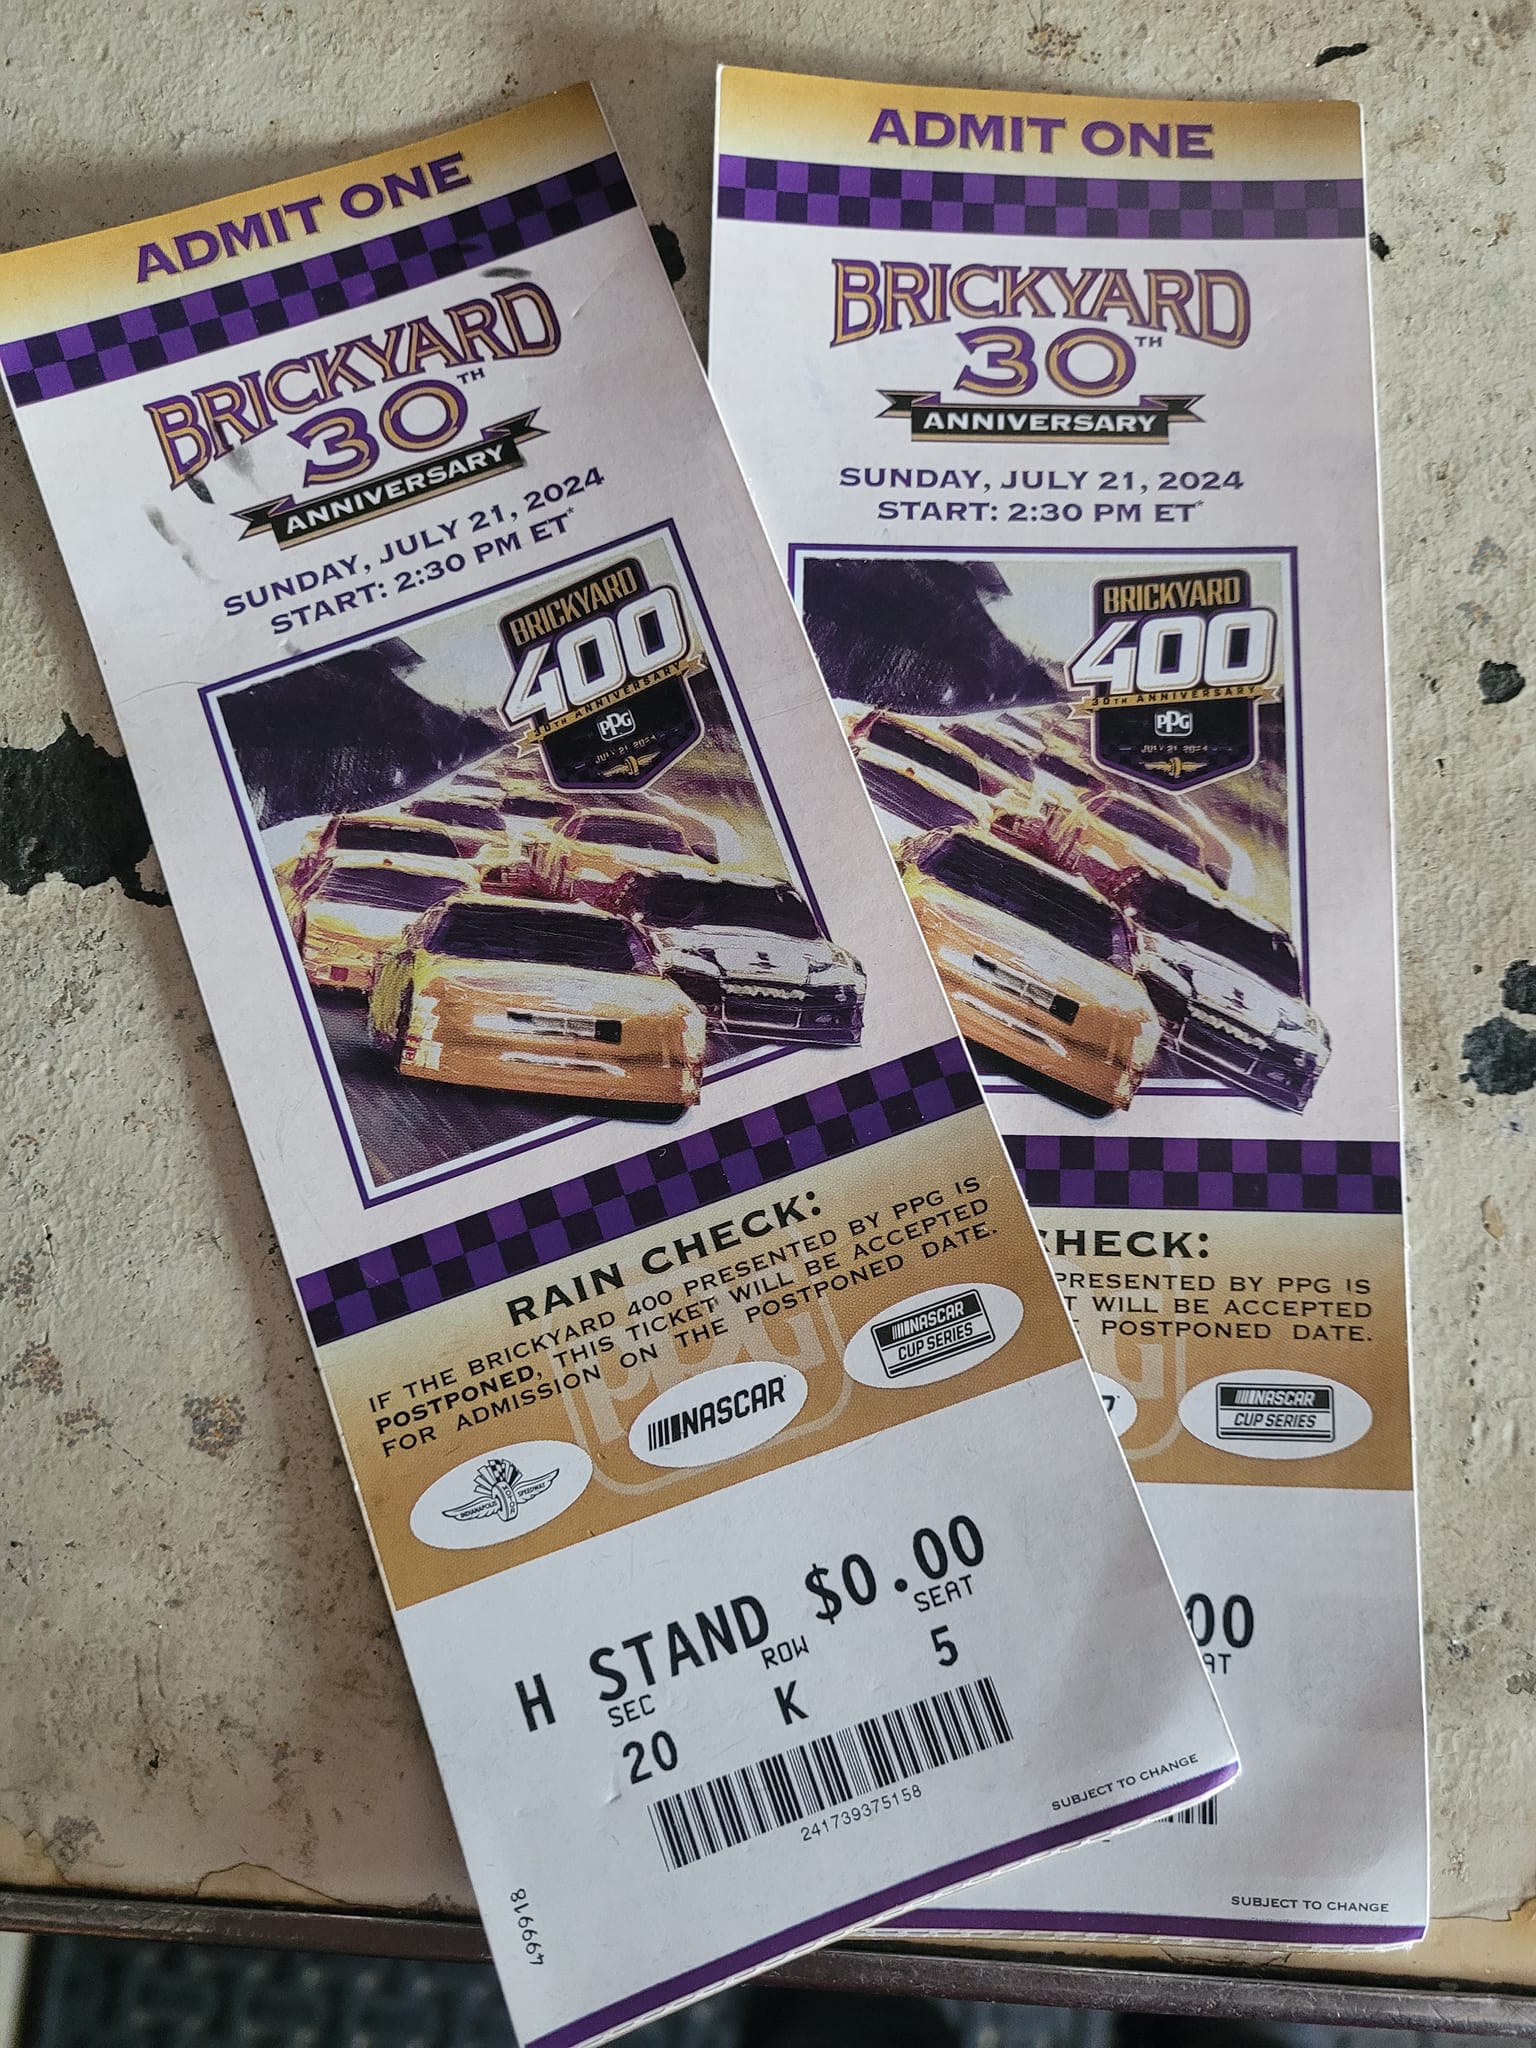 ADMIT ONE
BRICKYARD
30TH
ANNIVERSARY
SUNDAY, JULY 21, 2024
START: 2:30 PM ET*
BRICKYARD
400
30TH ANNIVERSARY
PPG
JULY 21 2024
RAIN CHECK:
IF THE BRICKYARD 400 PRESENTED BY PPG IS
POSTPONED, THIS TICKET WILL BE ACCEPTED
FOR ADMISSION ON THE POSTPONED DATE.
PPG
INDIANAPOLIS MOTOR SPEEDWAY
NASCAR
NASCAR
CUP SERIES
H STAND $0.00
SEC ROW SEAT
20 K 5
241739375158
SUBJECT TO CHANGE
499918
ADMIT ONE
BRICKYARD
30TH
ANNIVERSARY
SUNDAY, JULY 21, 2024
START: 2:30 PM ET*
BRICKYARD
400
30TH ANNIVERSARY
PPG
JULY 21 2024
CHECK:
PRESENTED BY PPG IS
T WILL BE ACCEPTED
E POSTPONED DATE.
NASCAR
CUP SERIES
00
AT
SUBJECT TO CHANGE